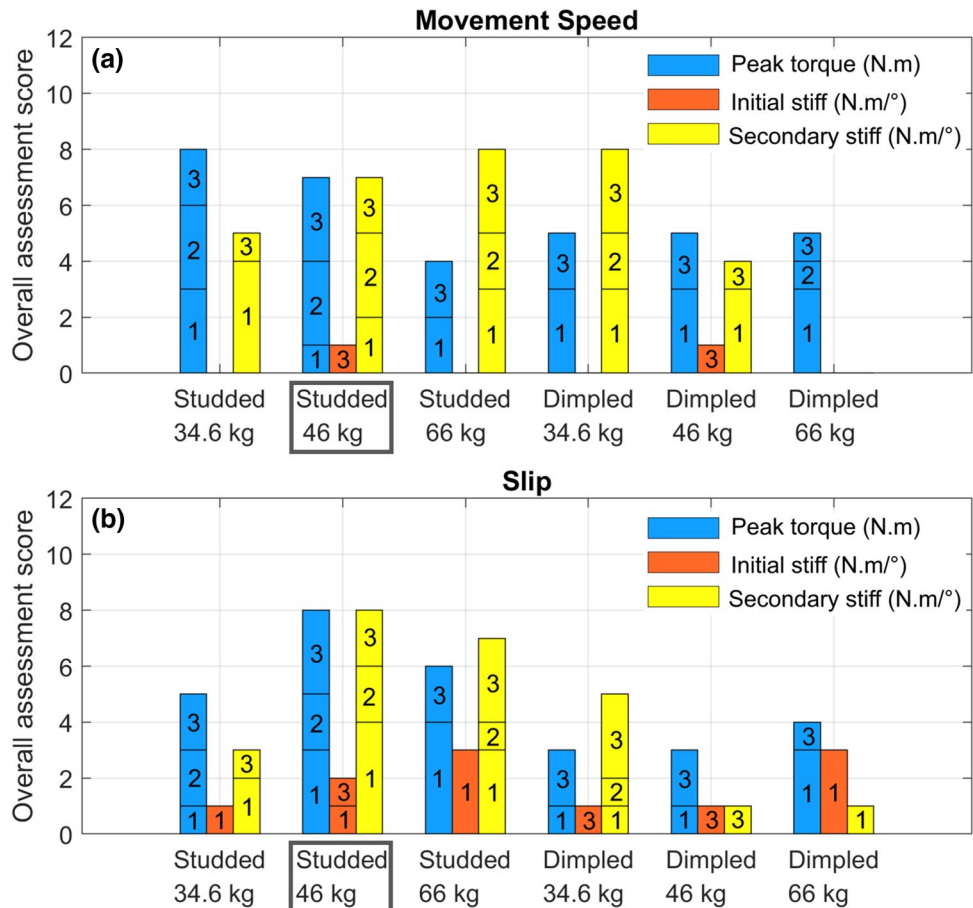 Movement Speed
(a)
Overall assessment score
12
10
8
6
4
2
0
Peak torque (N.m)
Initial stiff (N.m/°)
Secondary stiff (N.m/°)
3
2
1
3
1
3
2
1
3
3
2
1
3
1
3
2
1
3
1
3
2
1
3
1
3
3
1
3
2
1
Studded
34.6 kg
Studded
46 kg
Studded
66 kg
Dimpled
34.6 kg
Dimpled
46 kg
Dimpled
66 kg
Slip
(b)
Overall assessment score
12
10
8
6
4
2
0
Peak torque (N.m)
Initial stiff (N.m/°)
Secondary stiff (N.m/°)
3
2
1
1
3
1
3
2
1
3
1
3
2
1
3
1
1
3
2
1
3
1
3
3
2
1
3
1
3
3
3
1
1
1
Studded
34.6 kg
Studded
46 kg
Studded
66 kg
Dimpled
34.6 kg
Dimpled
46 kg
Dimpled
66 kg